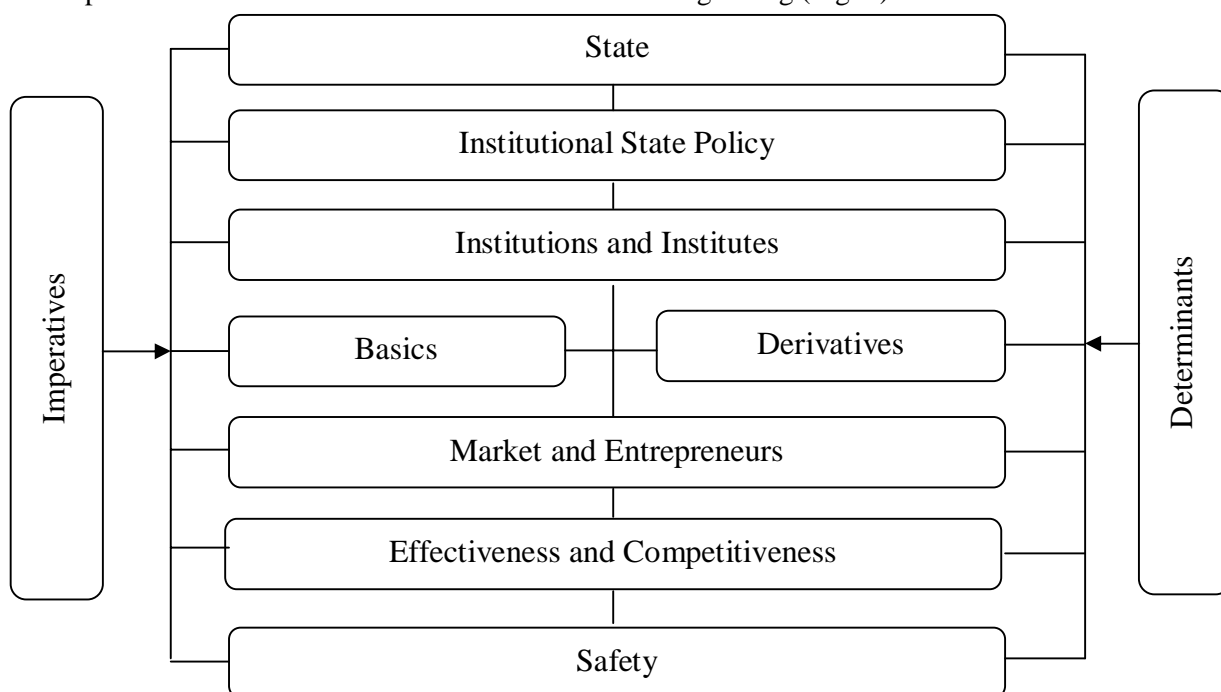 State
Institutional State Policy
Institutions and Institutes
Imperatives
Basics
Derivatives
Determinants
Market and Entrepreneurs
Effectiveness and Competitiveness
Safety